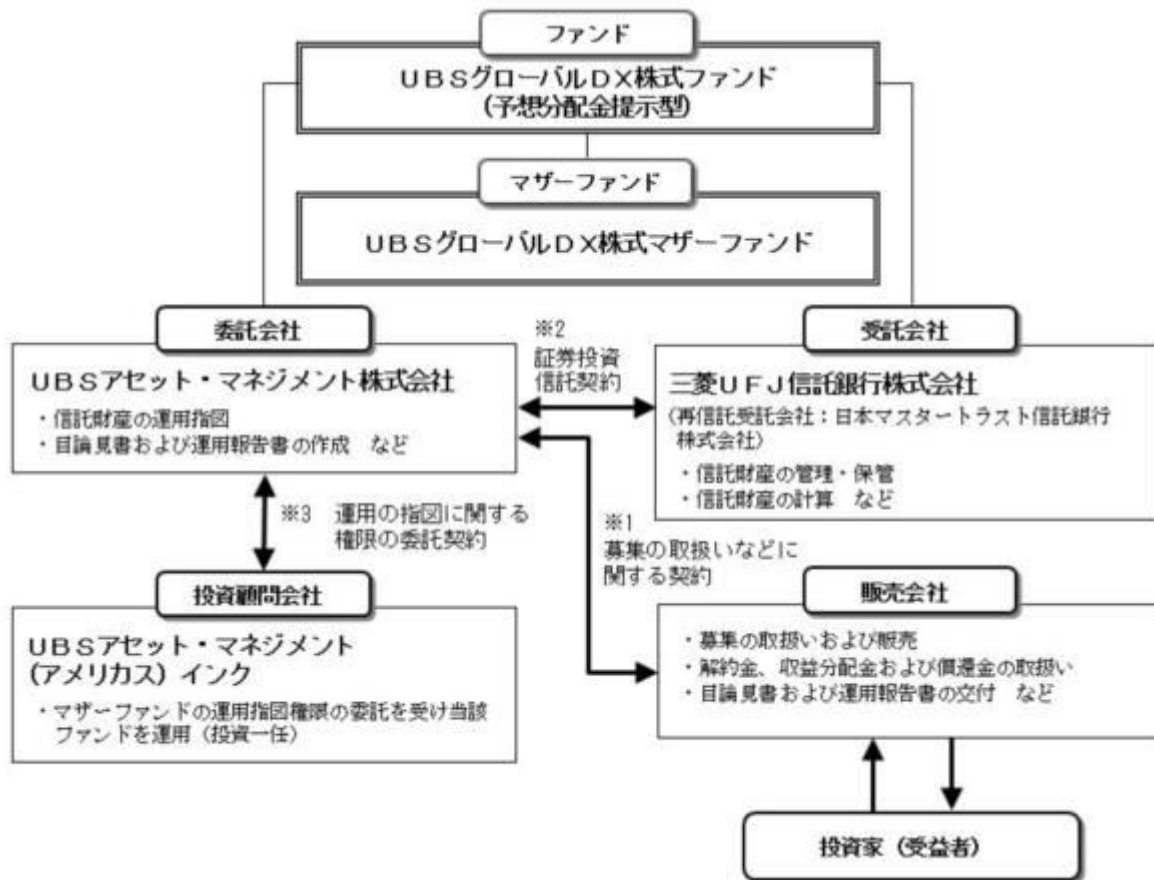 ファンド
UBSグローバルDX株式ファンド
(予想分配金提示型)
マザーファンド
UBSグローバルDX株式マザーファンド
委託会社
UBSアセット・マネジメント株式会社
・信託財産の運用指図
・目論見書および運用報告書の作成　など
※2
証券投資
信託契約
受託会社
三菱UFJ信託銀行株式会社
(再信託受託会社：日本マスタートラスト信託銀行
株式会社)
・信託財産の管理・保管
・信託財産の計算　など
※3　運用の指図に関する
権限の委託契約
※1
募集の取扱いなどに
関する契約
投資顧問会社
UBSアセット・マネジメント
(アメリカス)インク
・マザーファンドの運用指図権限の委託を受け当該
ファンドを運用（投資一任）
販売会社
・募集の取扱いおよび販売
・解約金、収益分配金および償還金の取扱い
・目論見書および運用報告書の交付　など
投資家（受益者）